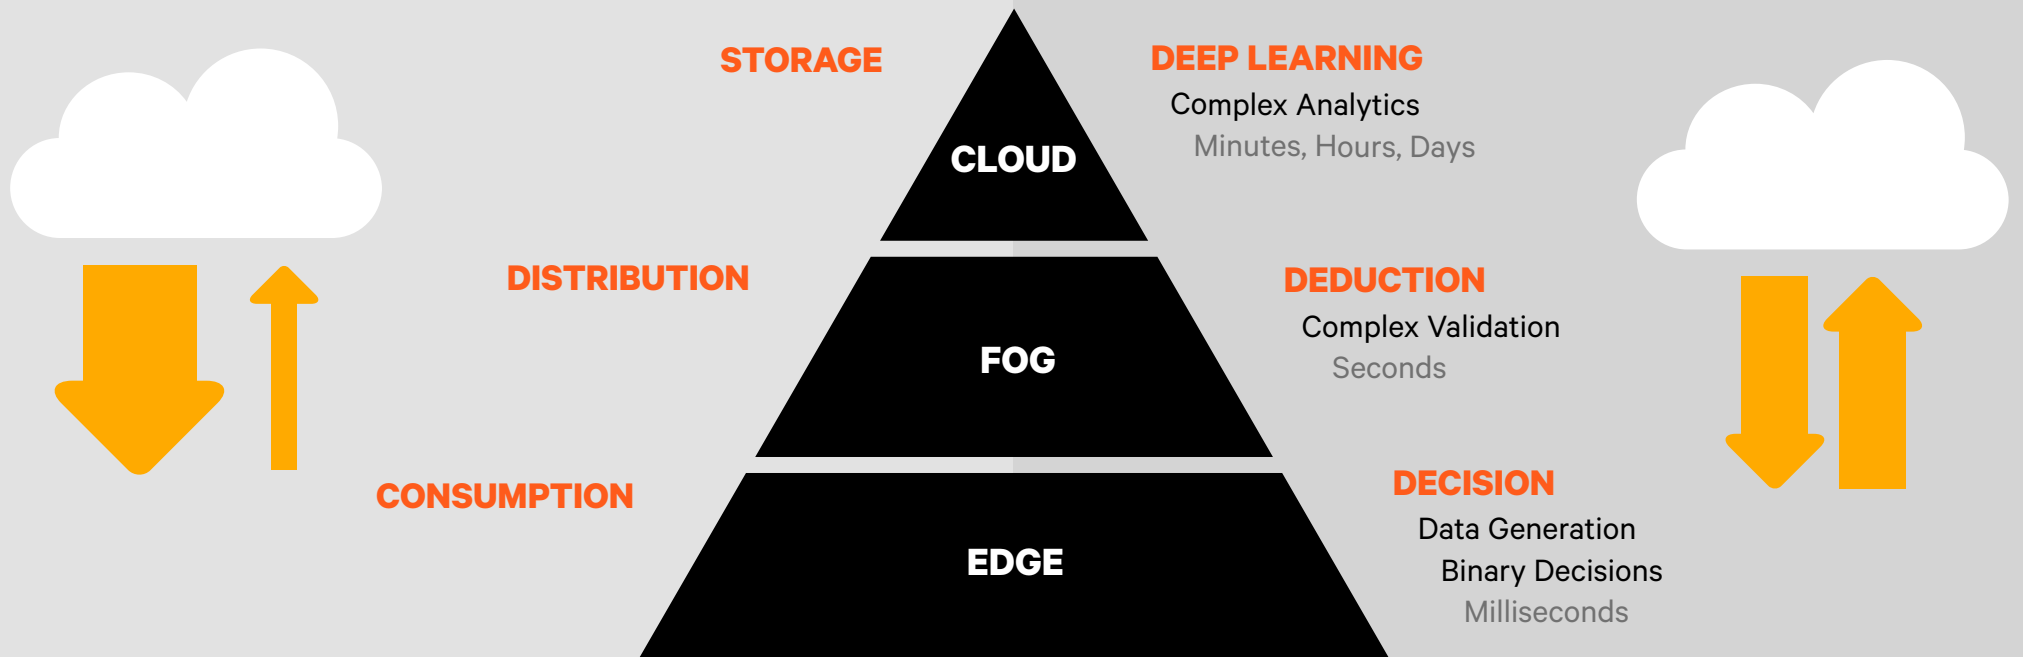 STORAGE
DEEP LEARNING
Complex Analytics
Minutes, Hours, Days
CLOUD
DISTRIBUTION
DEDUCTION
Complex Validation
Seconds
FOG
CONSUMPTION
DECISION
Data Generation
Binary Decisions
Milliseconds
EDGE